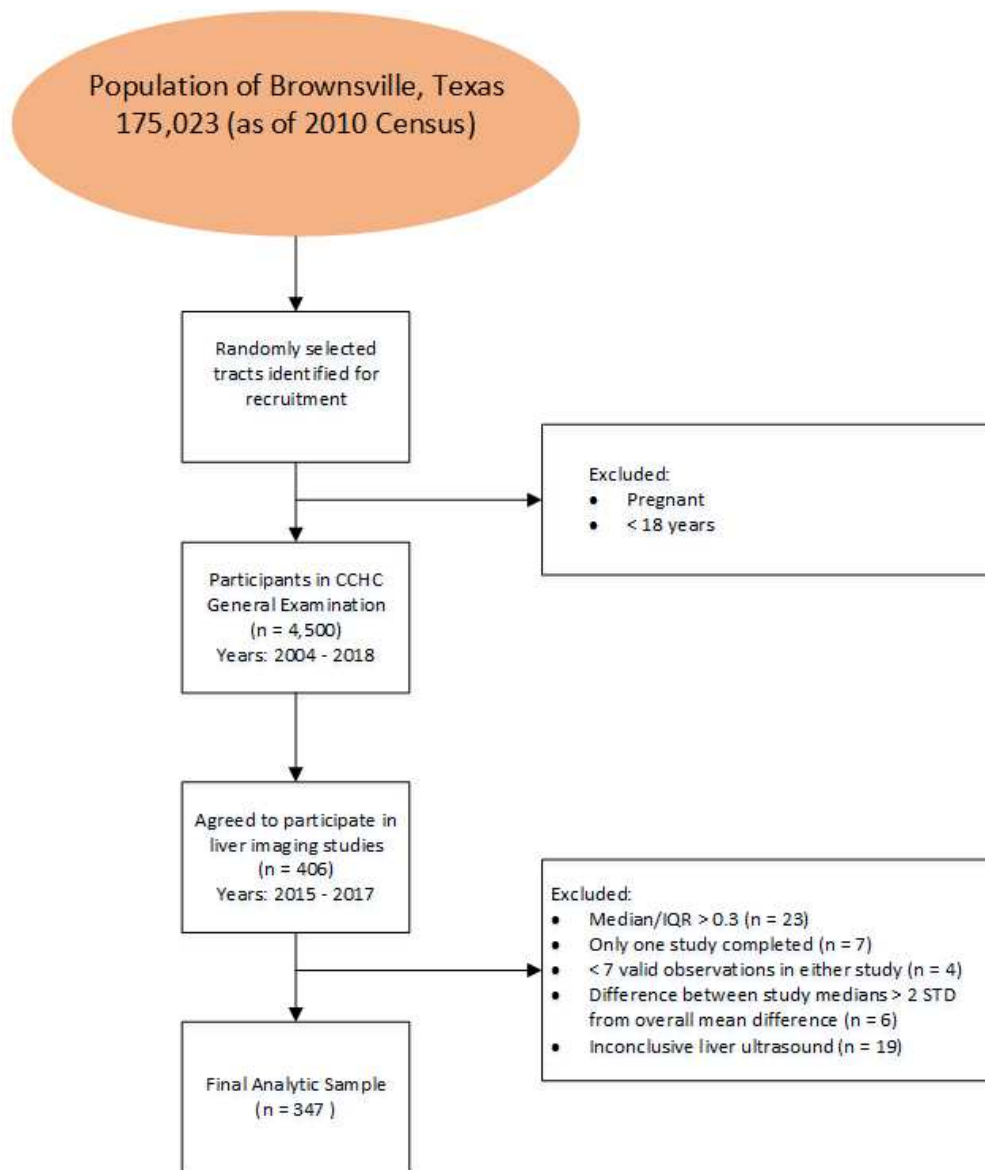 Population of Brownsville, Texas
175,023 (as of 2010 Census)
Randomly selected
tracts identified for
recruitment
Excluded:
• Pregnant
• < 18 years
Participants in CCHC
General Examination
(n = 4,500)
Years: 2004 - 2018
Agreed to participate in
liver imaging studies
(n = 406)
Years: 2015 - 2017
Excluded:
• Median/IQR > 0.3 (n = 23)
• Only one study completed (n = 7)
• < 7 valid observations in either study (n = 4)
• Difference between study medians > 2 STD
from overall mean difference (n = 6)
• Inconclusive liver ultrasound (n = 19)
Final Analytic Sample
(n = 347 )